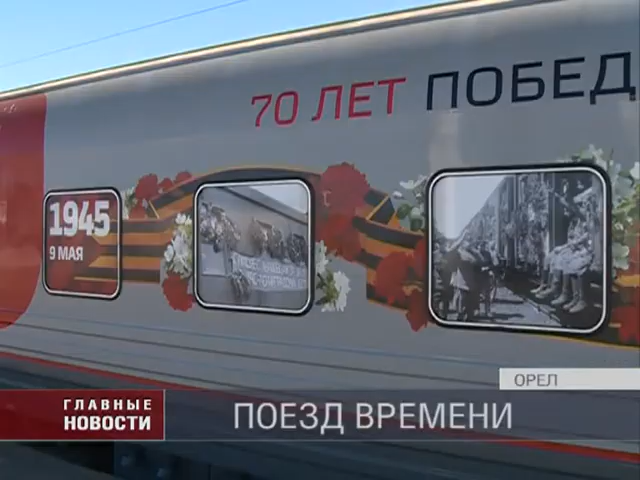 70 ЛЕТ ПОБЕД
1945
9 МАЯ
ОРЕЛ
ГЛАВНЫЕ
НОВОСТИ
ПОЕЗД ВРЕМЕНИ